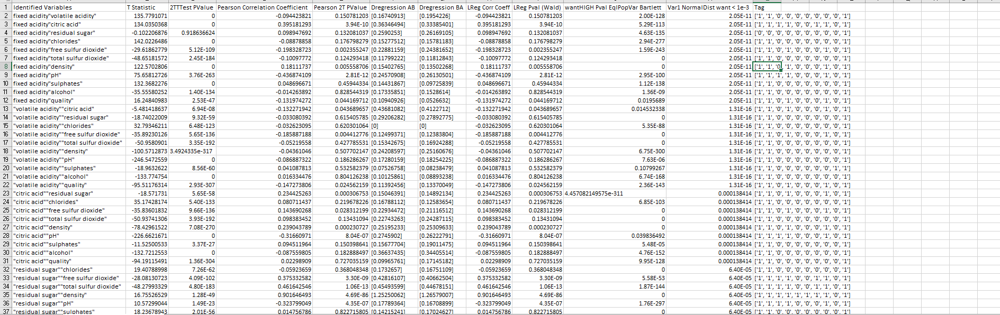 Identified Variables T Statistic 2TTTest PValue Pearson Correlation Coefficient Pearson 2T PValue Dregression AB Dregression BA LReg Corr Coeff LReg Pval (Wald) wantHIGH Pval EqlPopVar Bartlett Var1 NormalDist want < 1e-3 Tag
2 fixed acidity"volatile acidity" 135.7791071 0 -0.094423821 0.150781203 [0.16740913] [0.1954226] -0.094423821 0.150781203 2.00E-128 2.05E-11 ['1', '1', '0', '0', '0', '0', '0', '0', '0', '1']
3 fixed acidity"citric acid" 134.0350368 0 0.395181293 3.94E-10 [0.36346494] [0.33385401] 0.395181293 3.94E-10 5.29E-113 2.05E-11 ['1', '1', '1', '1', '0', '0', '0', '1', '0', '1']
4 fixed acidity"residual sugar" -0.102206876 0.918636624 0.098947692 0.132081037 [0.2590253] [0.26169105] 0.098947692 0.132081037 4.63E-135 2.05E-11 ['0', '0', '0', '0', '0', '0', '0', '0', '0', '1']
5 fixed acidity"chlorides" 142.0226486 0 -0.08878858 0.176798279 [0.15277512] [0.15781183] -0.08878858 0.176798279 2.94E-277 2.05E-11 ['1', '1', '0', '0', '0', '0', '0', '0', '0', '1']
6 fixed acidity"free sulfur dioxide" -29.61862779 5.12E-109 -0.198328723 0.002355247 [0.22881159] [0.24381652] -0.198328723 0.002355247 1.59E-243 2.05E-11 ['1', '1', '0', '1', '0', '0', '0', '1', '0', '1']
7 fixed acidity"total sulfur dioxide" -48.65181572 2.45E-184 -0.10097772 0.124293418 [0.11799222] [0.11812843] -0.10097772 0.124293418 0 2.05E-11 ['1', '1', '0', '0', '0', '0', '0', '0', '0', '1']
8 fixed acidity"density" 122.5702806 0 0.18111737 0.005558706 [0.15402765] [0.13502268] 0.18111737 0.005558706 0 2.05E-11 ['1', '1', '0', '1', '0', '0', '0', '1', '0', '1']
9 fixed acidity"pH" 75.65812726 3.76E-263 -0.436874109 2.81E-12 [0.24570908] [0.26130501] -0.436874109 2.81E-12 2.95E-100 2.05E-11 ['1', '1', '1', '1', '0', '0', '0', '1', '0', '1']
10 fixed acidity"sulphates" 132.3682276 0 0.048696671 0.45944334 [0.14431867] [0.09725839] 0.048696671 0.45944334 1.12E-138 2.05E-11 ['1', '1', '0', '0', '0', '0', '0', '0', '0', '1']
11 fixed acidity"alcohol" -35.55580252 1.40E-134 -0.014263892 0.828544319 [0.17335851] [0.1528614] -0.014263892 0.828544319 1.36E-09 2.05E-11 ['1', '1', '0', '0', '0', '0', '0', '0', '0', '1']
12 fixed acidity"quality" 16.24840983 2.53E-47 -0.131974272 0.044169712 [0.10940926] [0.0526632] -0.131974272 0.044169712 0.0195689 2.05E-11 ['1', '1', '0', '1', '0', '0', '0', '0', '0', '1']
13 "volatile acidity""citric acid" -5.481418637 6.94E-08 -0.132271942 0.043689657 [0.43681082] [0.4122712] -0.132271942 0.043689657 0.014532338 1.31E-16 ['1', '1', '0', '1', '0', '0', '0', '0', '0', '1']
14 "volatile acidity""residual sugar" -18.74022009 9.32E-59 -0.033080392 0.615405785 [0.29206282] [0.27892775] -0.033080392 0.615405785 0 1.31E-16 ['1', '1', '0', '0', '0', '0', '0', '0', '0', '1']
15 "volatile acidity""chlorides" 32.79346211 6.48E-123 -0.032623095 0.620301064 [0] [0] -0.032623095 0.620301064 5.35E-88 1.31E-16 ['1', '1', '0', '0', '0', '0', '0', '0', '0', '1']
16 "volatile acidity""free sulfur dioxide" -35.89230126 5.65E-136 -0.185887188 0.004412776 [0.12499371] [0.12383804] -0.185887188 0.004412776 0 1.31E-16 ['1', '1', '0', '1', '0', '0', '0', '1', '0', '1']
17 "volatile acidity""total sulfur dioxide" -50.9580901 3.35E-192 -0.05219558 0.427785531 [0.15342675] [0.16924288] -0.05219558 0.427785531 0 1.31E-16 ['1', '1', '0', '0', '0', '0', '0', '0', '0', '1']
18 "volatile acidity""density" -100.5712873 3.4924335e-317 -0.04361046 0.507702147 [0.24208597] [0.25160676] -0.04361046 0.507702147 6.75E-300 1.31E-16 ['1', '1', '0', '0', '0', '0', '0', '0', '0', '1']
19 "volatile acidity""pH" -246.5472559 0 -0.086887322 0.186286267 [0.17280159] [0.18254225] -0.086887322 0.186286267 7.63E-06 1.31E-16 ['1', '1', '0', '0', '0', '0', '0', '0', '0', '1']
20 "volatile acidity""sulphates" -18.9632622 8.56E-60 0.041087813 0.532582379 [0.07526758] [0.08238479] 0.041087813 0.532582379 0.10799267 1.31E-16 ['1', '1', '0', '0', '0', '0', '0', '0', '1', '1']
21 "volatile acidity""alcohol" -133.774754 0 0.016334476 0.804126238 [0.10125861] [0.08893238] 0.016334476 0.804126238 6.74E-168 1.31E-16 ['1', '1', '0', '0', '0', '0', '0', '0', '0', '1']
22 "volatile acidity""quality" -95.51176314 2.93E-307 -0.147273806 0.024562159 [0.11392456] [0.13370049] -0.147273806 0.024562159 2.36E-143 1.31E-16 ['1', '1', '0', '1', '0', '0', '0', '1', '0', '1']
23 "citric acid""residual sugar" -18.571731 5.65E-58 0.234425263 0.000306753 [0.15046391] [0.14892134] 0.234425263 0.000306753 4.457082149575e-311 0.000138414 ['1', '1', '0', '1', '0', '0', '0', '1', '0', '1']
24 "citric acid""chlorides" 35.17428174 5.40E-133 0.080711437 0.219678226 [0.16788112] [0.12583654] 0.080711437 0.219678226 6.85E-103 0.000138414 ['1', '1', '0', '0', '0', '0', '0', '0', '0', '1']
25 "citric acid""free sulfur dioxide" -35.83601832 9.66E-136 0.143690268 0.028312199 [0.22934472] [0.21116512] 0.143690268 0.028312199 0 0.000138414 ['1', '1', '0', '1', '0', '0', '0', '0', '0', '1']
26 "citric acid""total sulfur dioxide" -50.93741306 3.93E-192 0.098383452 0.13431094 [0.22743263] [0.24287115] 0.098383452 0.13431094 0 0.000138414 ['1', '1', '0', '0', '0', '0', '0', '0', '0', '1']
27 "citric acid""density" -78.42961522 7.08E-270 0.239043789 0.000230727 [0.25195233] [0.25309633] 0.239043789 0.000230727 0 0.000138414 ['1', '1', '0', '1', '0', '0', '0', '1', '0', '1']
28 "citric acid""pH" -226.6621671 0 -0.31660971 8.04E-07 [0.2745902] [0.26222791] -0.31660971 8.04E-07 0.039836492 0.000138414 ['1', '1', '1', '1', '0', '0', '0', '1', '0', '1']
29 "citric acid""sulphates" -11.52500533 3.37E-27 0.094511964 0.150398641 [0.15677704] [0.19011475] 0.094511964 0.150398641 5.48E-05 0.000138414 ['1', '1', '0', '0', '0', '0', '0', '0', '0', '1']
30 "citric acid""alcohol" -132.7212553 0 -0.087559805 0.182888497 [0.36637435] [0.34405514] -0.087559805 0.182888497 4.76E-152 0.000138414 ['1', '1', '0', '0', '0', '0', '0', '0', '0', '1']
31 "citric acid""quality" -94.19115491 1.36E-304 0.02298909 0.727035159 [0.09965761] [0.17145182] 0.02298909 0.727035159 9.95E-128 0.000138414 ['1', '1', '0', '0', '0', '0', '0', '0', '0', '1']
32 "residual sugar""chlorides" 19.40788998 7.26E-62 -0.05923659 0.368048348 [0.1732657] [0.16751109] -0.05923659 0.368048348 0 6.40E-05 ['1', '1', '0', '0', '0', '0', '0', '0', '0', '1']
33 "residual sugar""free sulfur dioxide" -28.08130723 4.09E-102 0.375332582 3.30E-09 [0.42816107] [0.40662504] 0.375332582 3.30E-09 5.58E-53 6.40E-05 ['1', '1', '1', '1', '0', '0', '1', '1', '0', '1']
34 "residual sugar""total sulfur dioxide" -48.27993329 4.80E-183 0.461642546 1.06E-13 [0.45493599] [0.44678151] 0.461642546 1.06E-13 1.87E-144 6.40E-05 ['1', '1', '1', '1', '0', '0', '1', '1', '0', '1']
35 "residual sugar""density" 16.75526529 1.28E-49 0.901646493 4.69E-86 [1.25250062] [1.26579007] 0.901646493 4.69E-86 0 6.40E-05 ['1', '1', '1', '1', '1', '1', '1', '1', '0', '1']
36 "residual sugar""pH" 10.57299044 1.49E-23 -0.323799049 4.35E-07 [0.17789364] [0.16708899] -0.323799049 4.35E-07 1.76E-297 6.40E-05 ['1', '1', '1', '1', '0', '0', '0', '1', '0', '1']
37 "residual sugar""sulphates" 18.23678943 2.01E-56 0.014756786 0.822715805 [0.14215241] [0.17024627] 0.014756786 0.822715805 0 6.40E-05 ['1', '1', '0', '0', '0', '0', '0', '0', '0', '1']